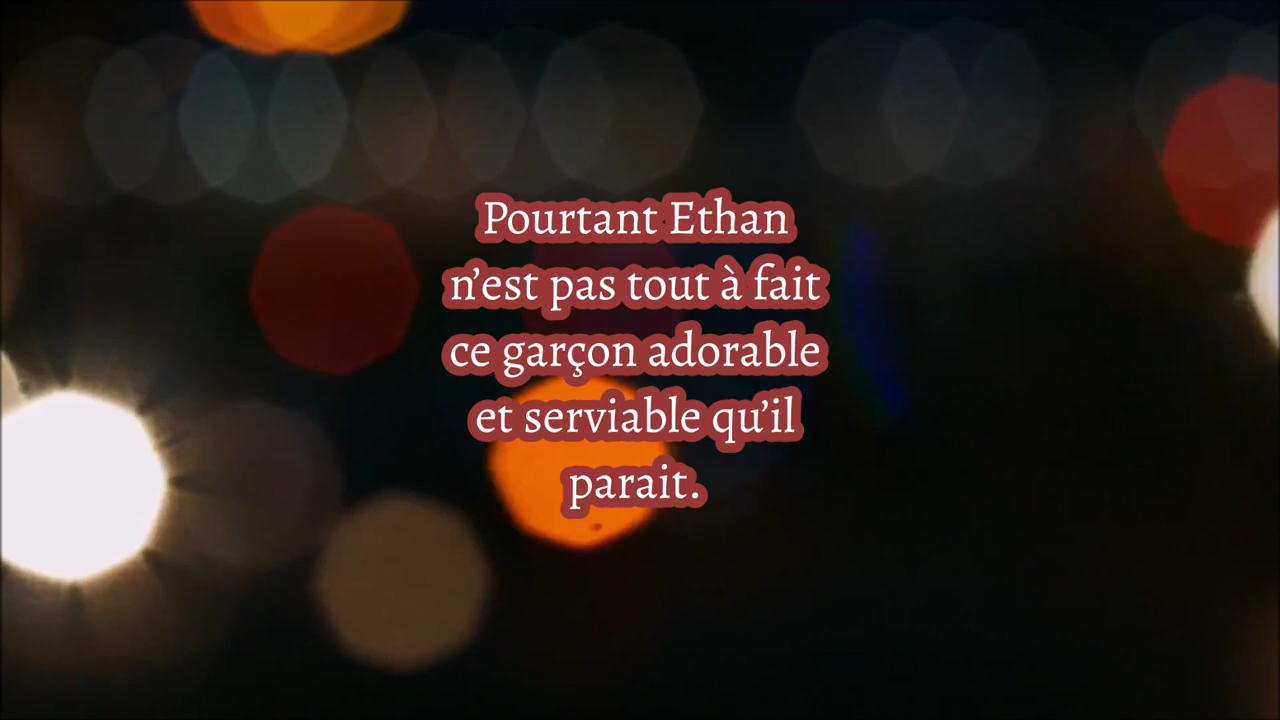 Pourtant Ethan
n’est pas tout à fait
ce garçon adorable
et serviable qu’il
parait.